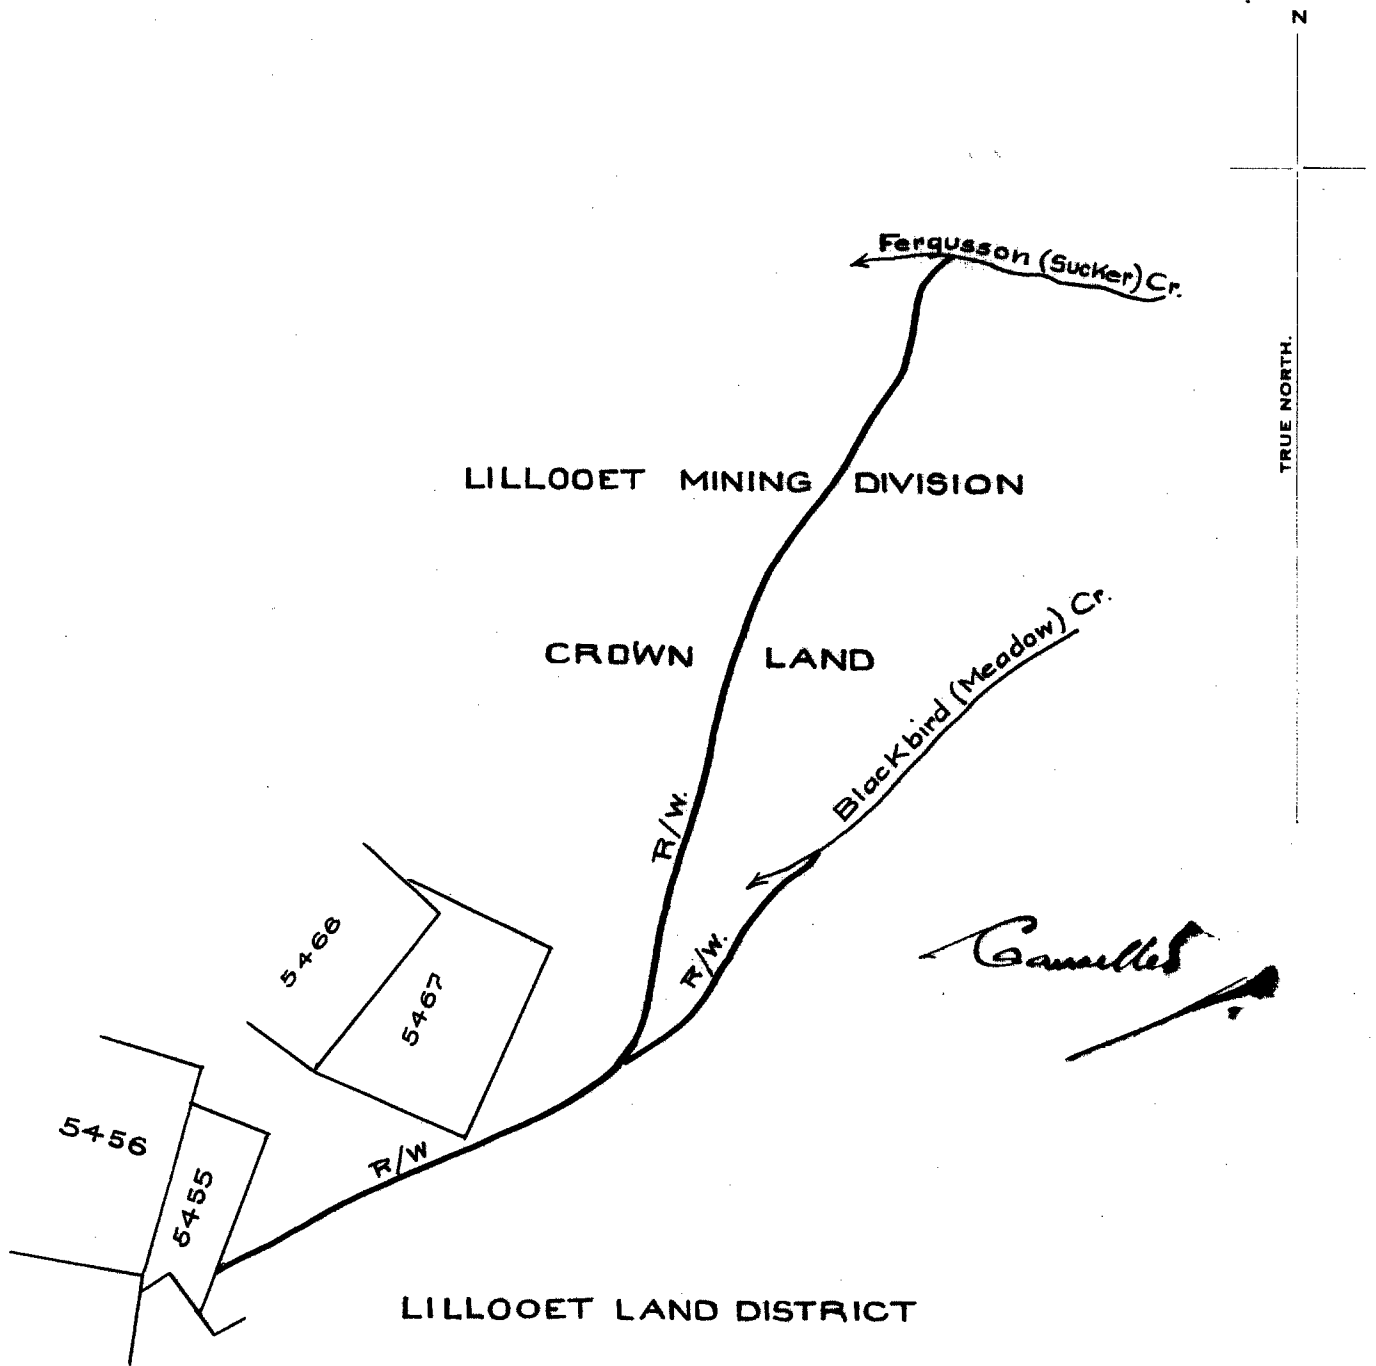 N
Fergusson (Sucker) Cr.
TRUE NORTH.
LILLOOET MINING DIVISION
Blackbird (Meadow) Cr.
CROWN LAND
R/W.
R/W.
Cancelled
5466
5467
5456
R/W
5455
LILLOOET LAND DISTRICT